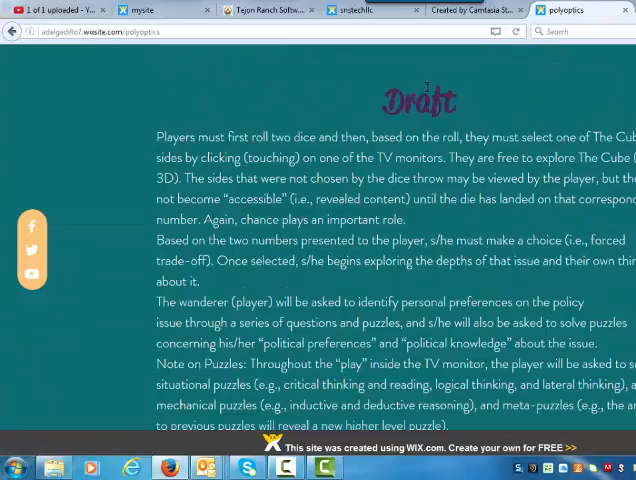 1 of 1 uploaded - Y...
mysite
Tejon Ranch Softw...
snstechllc
Created by Camtasia St...
polyoptics
adelgadillo7.wixsite.com/polyoptics
Search
Draft
Players must first roll two dice and then, based on the roll, they must select one of The Cub
sides by clicking (touching) on one of the TV monitors. They are free to explore The Cube (
3D). The sides that were not chosen by the dice throw may be viewed by the player, but the
not become “accessible” (i.e., revealed content) until the die has landed on that correspon
number. Again, chance plays an important role.
Based on the two numbers presented to the player, s/he must make a choice (i.e., forced
trade-off). Once selected, s/he begins exploring the depths of that issue and their own thin
about it.
The wanderer (player) will be asked to identify personal preferences on the policy
issue through a series of questions and puzzles, and s/he will also be asked to solve puzzles
concerning his/her “political preferences” and “political knowledge” about the issue.
Note on Puzzles: Throughout the “play” inside the TV monitor, the player will be asked to s
situational puzzles (e.g., critical thinking and reading, logical thinking, and lateral thinking), a
mechanical puzzles (e.g., inductive and deductive reasoning), and meta-puzzles (e.g., the a
to previous puzzles will reveal a new higher level puzzle).
This site was created using WIX.com. Create your own for FREE >>